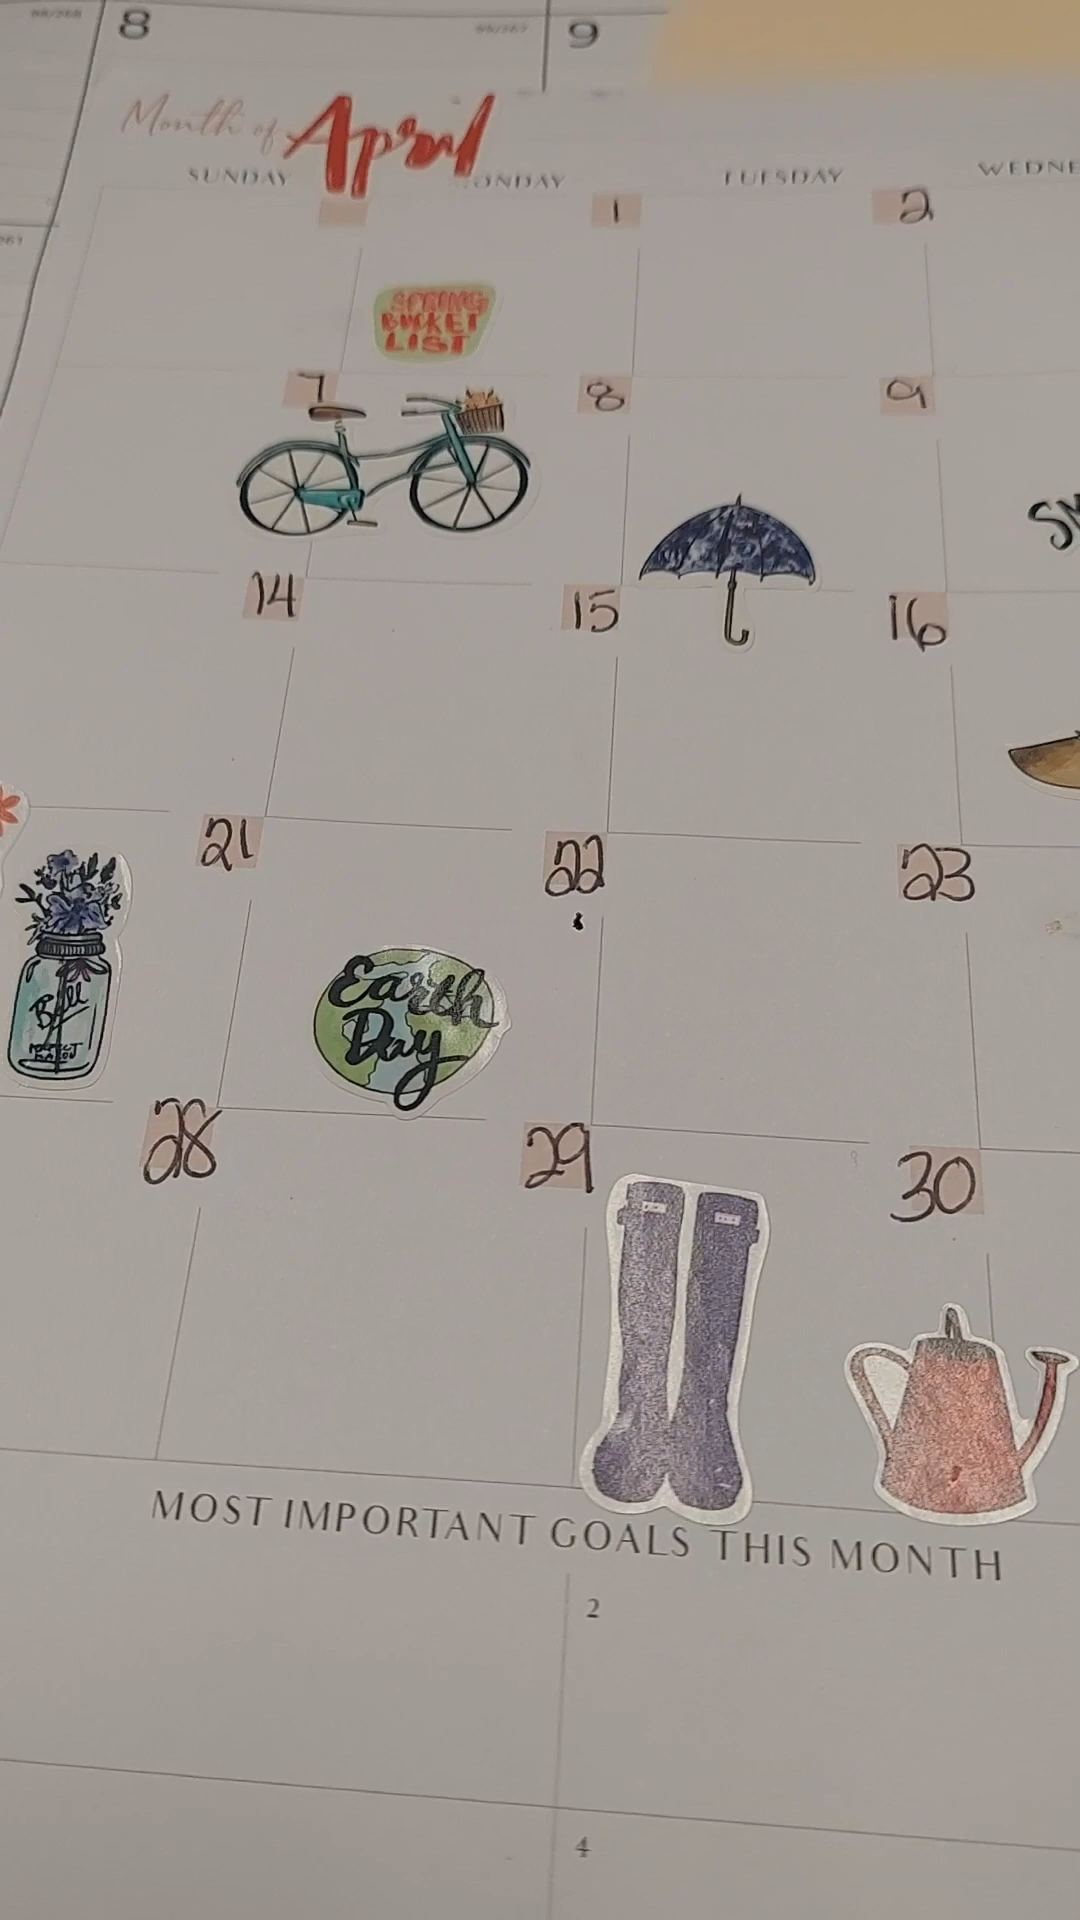 8
9
Month of April
SUNDAY MONDAY TUESDAY WEDNE
1 2
SPRING
BUCKET
LIST
7 8 9
14 15 16
21 22 23
Ball
Earth
Day
28 29 30
MOST IMPORTANT GOALS THIS MONTH
2
4